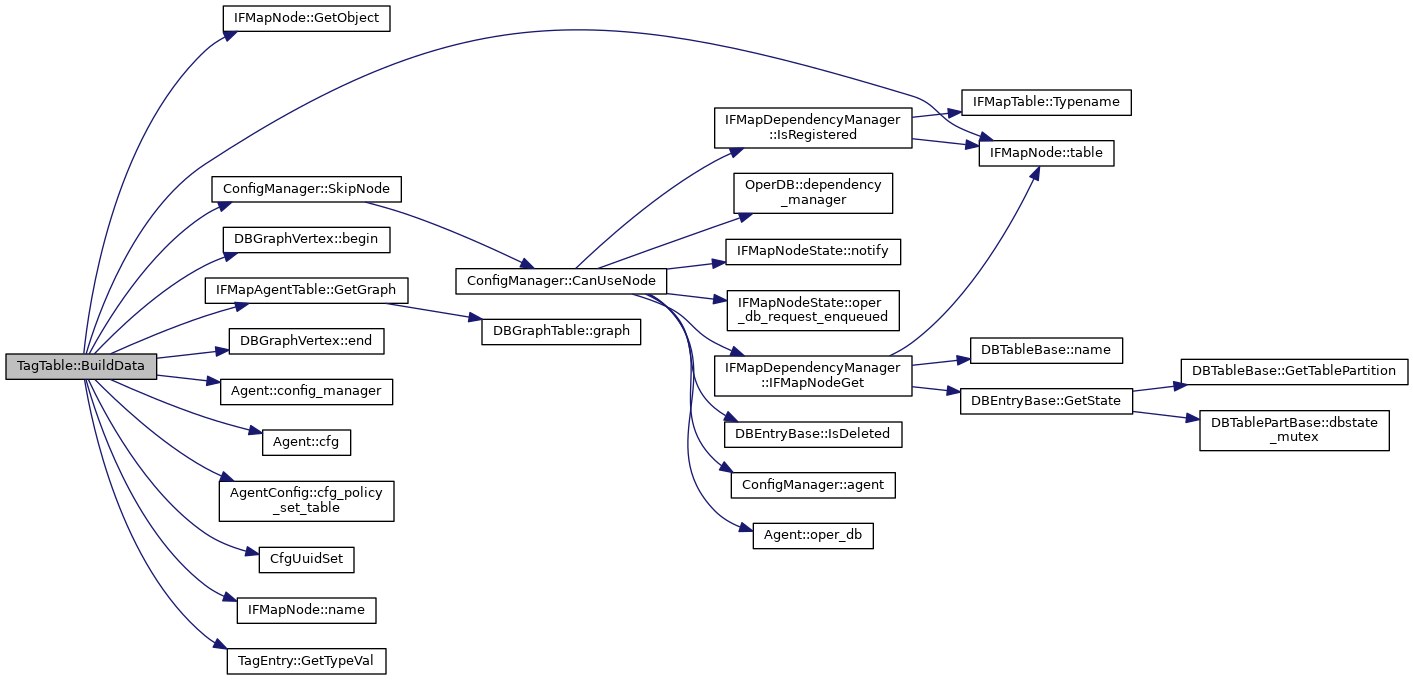 TagTable::BuildData
IFMapNode::GetObject
ConfigManager::SkipNode
DBGraphVertex::begin
IFMapAgentTable::GetGraph
DBGraphVertex::end
Agent::config_manager
Agent::cfg
AgentConfig::cfg_policy
_set_table
CfgUuidSet
IFMapNode::name
TagEntry::GetTypeVal
ConfigManager::CanUseNode
DBGraphTable::graph
IFMapDependencyManager
::IsRegistered
OperDB::dependency
_manager
IFMapNodeState::notify
IFMapNodeState::oper
_db_request_enqueued
IFMapDependencyManager
::IFMapNodeGet
DBEntryBase::IsDeleted
ConfigManager::agent
Agent::oper_db
IFMapTable::Typename
IFMapNode::table
DBTableBase::name
DBEntryBase::GetState
DBTableBase::GetTablePartition
DBTablePartBase::dbstate
_mutex